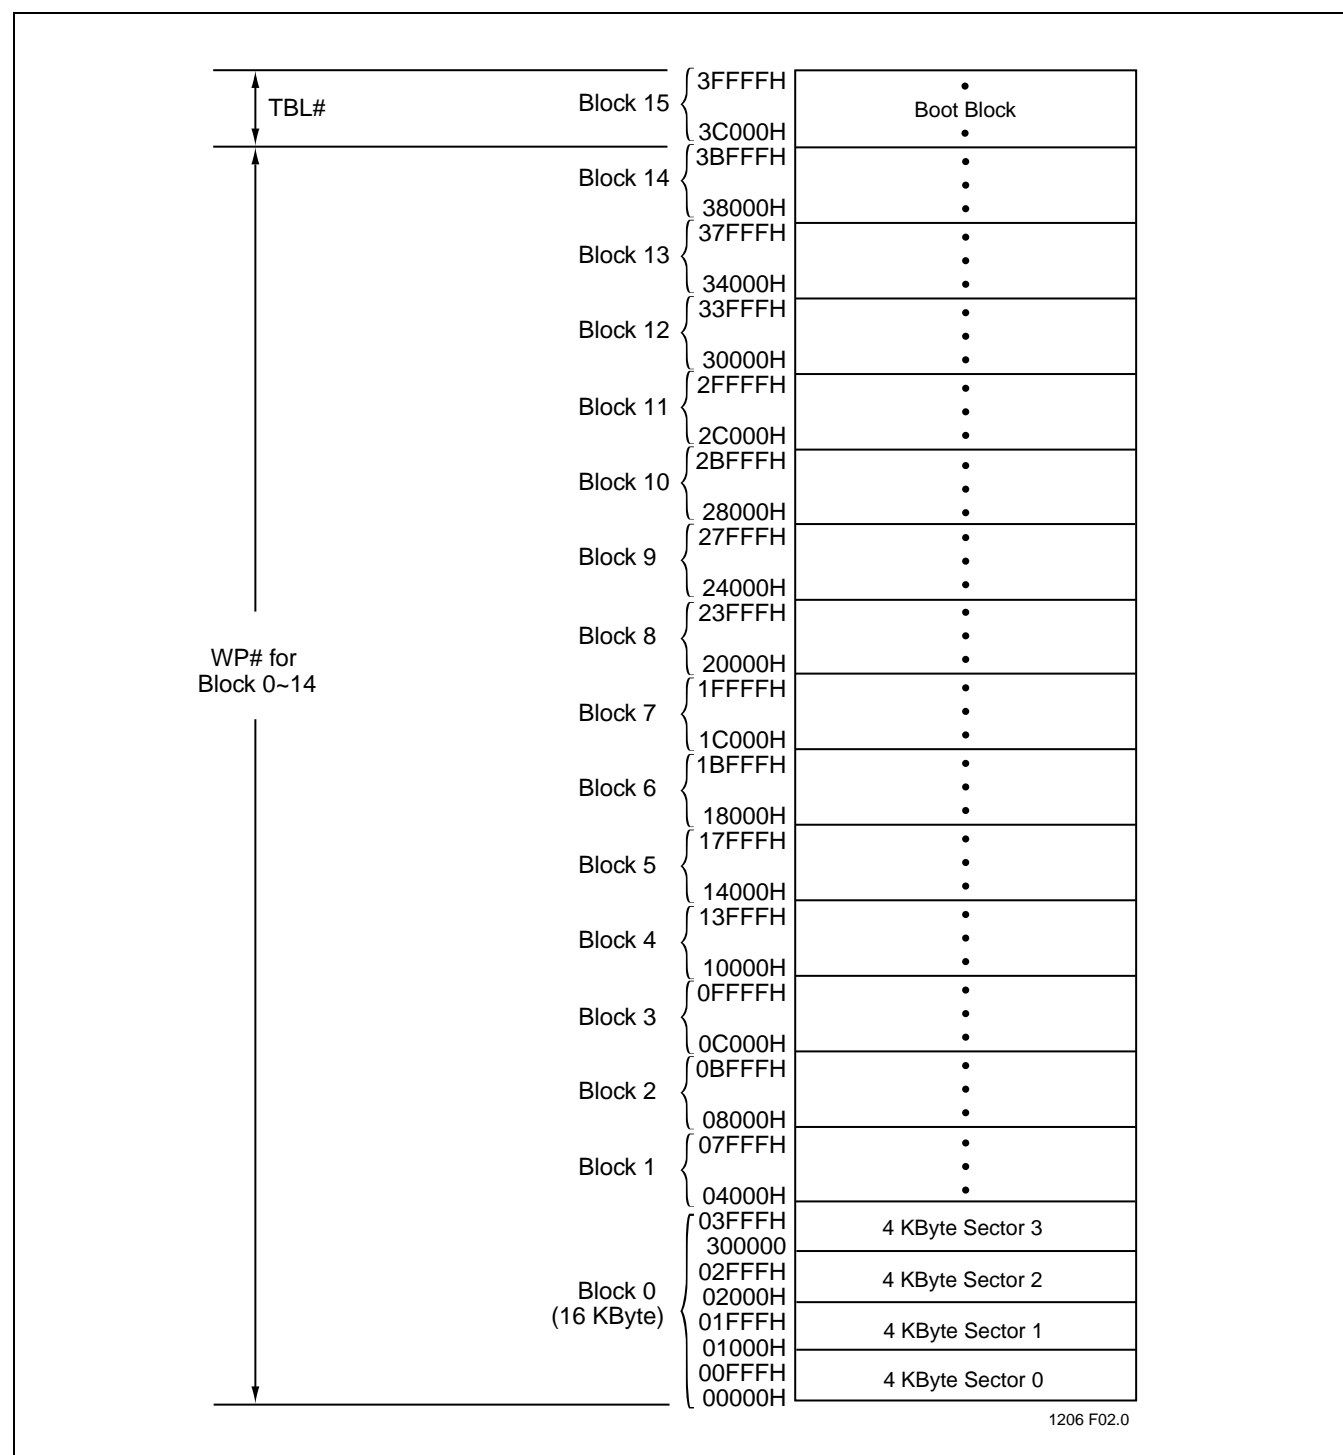 TBL#
Block 15
3FFFFH
3C000H
Boot Block
Block 14
3BFFFH
38000H
Block 13
37FFFH
34000H
Block 12
33FFFH
30000H
Block 11
2FFFFH
2C000H
Block 10
2BFFFH
28000H
Block 9
27FFFH
24000H
Block 8
23FFFH
20000H
WP# for
Block 0~14
Block 7
1FFFFH
1C000H
Block 6
1BFFFH
18000H
Block 5
17FFFH
14000H
Block 4
13FFFH
10000H
Block 3
0FFFFH
0C000H
Block 2
0BFFFH
08000H
Block 1
07FFFH
04000H
Block 0
(16 KByte)
03FFFH
300000
4 KByte Sector 3
02FFFH
02000H
4 KByte Sector 2
01FFFH
01000H
4 KByte Sector 1
00FFFH
00000H
4 KByte Sector 0
1206 F02.0